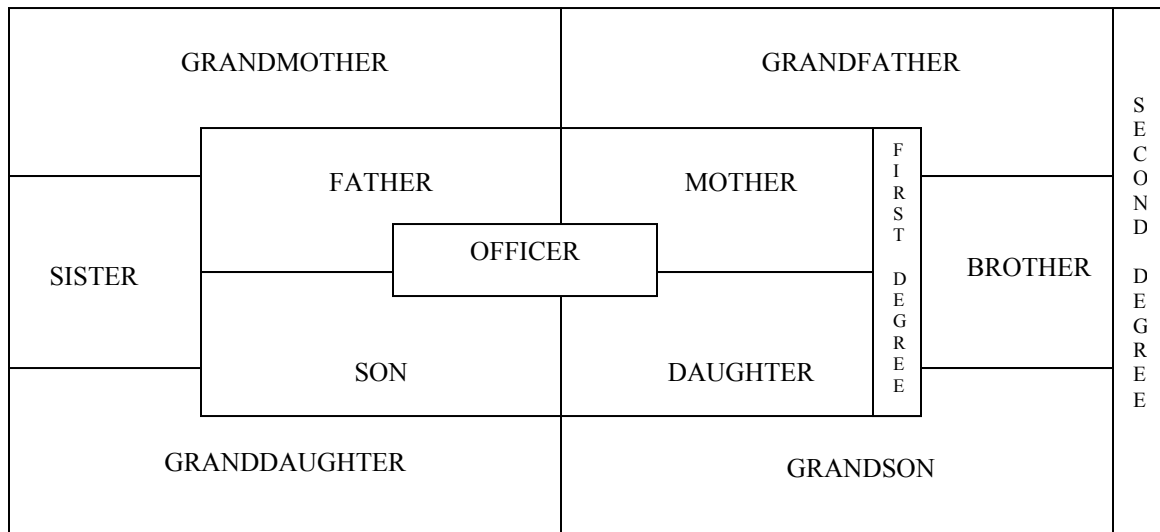 GRANDMOTHER GRANDFATHER
FATHER MOTHER
OFFICER
SISTER BROTHER
SON DAUGHTER
GRANDDAUGHTER GRANDSON
FIRST DEGREE
SECOND DEGREE